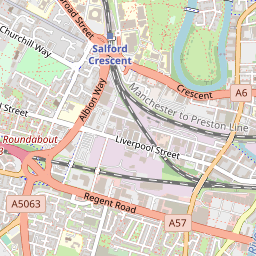 road Street
Churchill Way
Salford
Crescent
Crescent
A6
Manchester to Preston Line
Albion Way
Street
Roundabout
Liverpool Street
A5063
Regent Road
A57